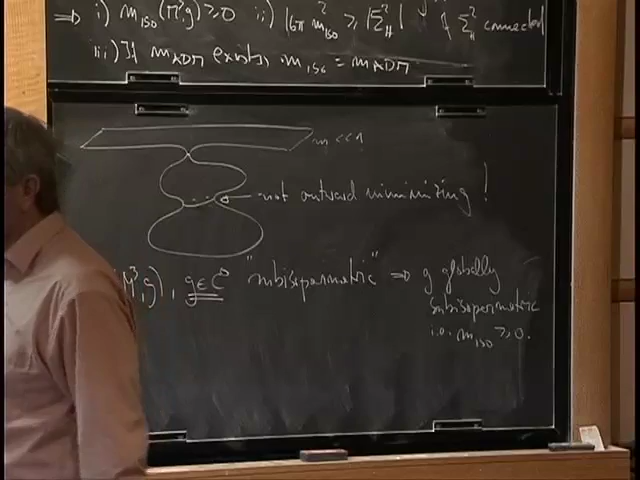 ⇒ i) m_ISO (M³,g) ≥ 0 ii) 16π m²_ISO ≥ |Σ²_H| if Σ²_H connected
iii) If m_ADM exists, m_ISO = m_ADM
m << 1
not outward minimizing!
(M³,g), g ∈ C⁰ "subisoperimetric" ⇒ g globally
subisoperimetric
i.e. m_ISO ≥ 0.